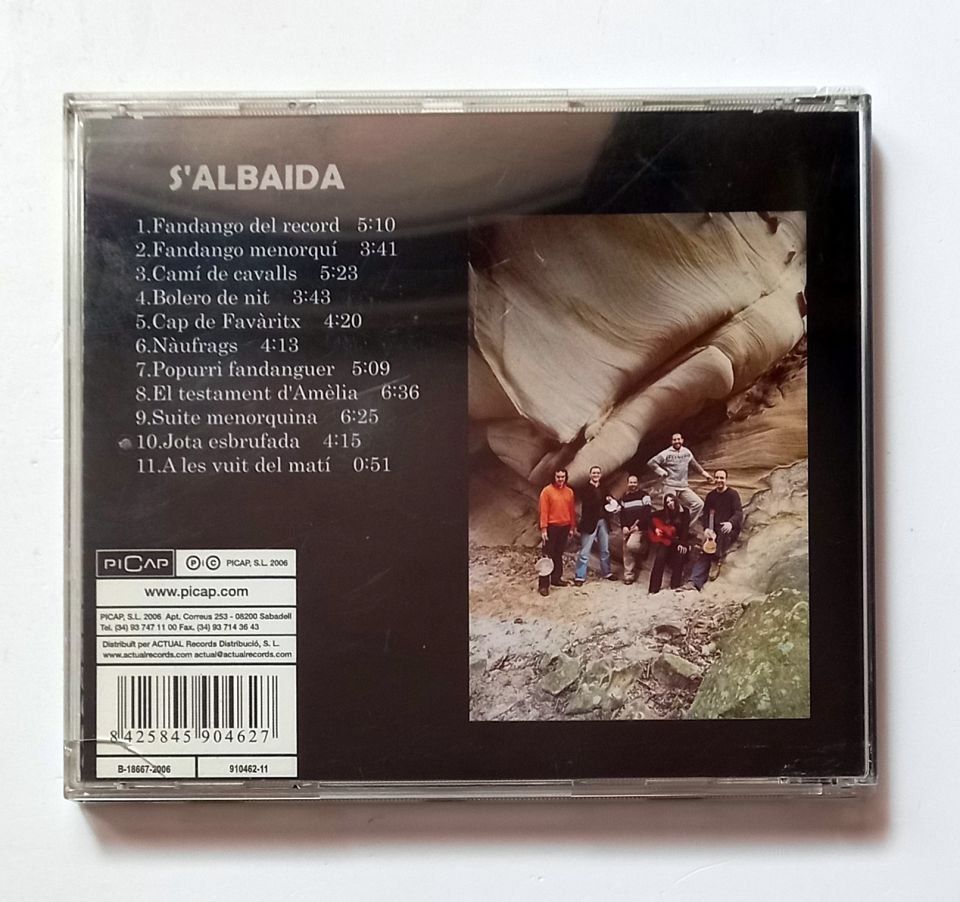 S'ALBAIDA
1.Fandango del record 5:10
2.Fandango menorquí 3:41
3.Camí de cavalls 5:23
4.Bolero de nit 3:43
5.Cap de Favàritx 4:20
6.Nàufrags 4:13
7.Popurri fandanguer 5:09
8.El testament d'Amèlia 6:36
9.Suite menorquina 6:25
10.Jota esbrufada 4:15
11.A les vuit del matí 0:51
PICAP Ⓟ © PICAP, S.L. 2006
www.picap.com
PICAP, S.L. 2006 Apt. Correus 253 - 08200 Sabadell
Tel. (34) 93 747 11 00 Fax. (34) 93 714 36 43
Distribuït per ACTUAL Records Distribució, S. L.
www.actualrecords.com actual@actualrecords.com
8 425845 904627
B-18667-2006 910462-11